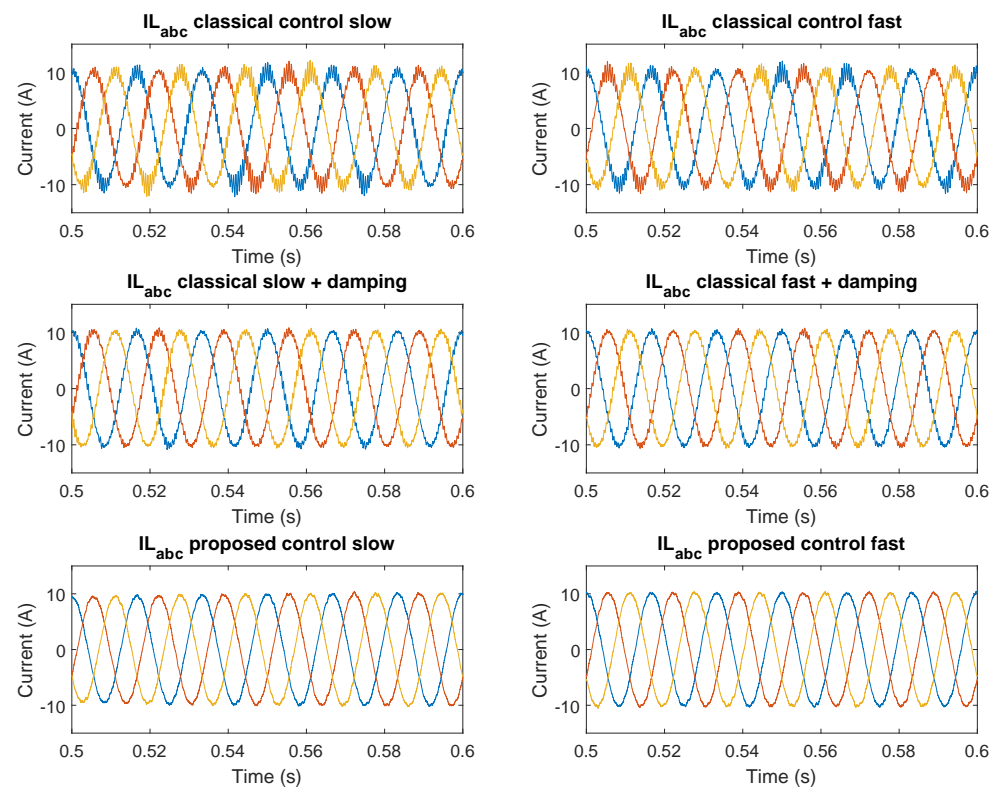 IL_abc classical control slow
Current (A)
10
0
-10
0.5 0.52 0.54 0.56 0.58 0.6
Time (s)
IL_abc classical control fast
Current (A)
10
0
-10
0.5 0.52 0.54 0.56 0.58 0.6
Time (s)
IL_abc classical slow + damping
Current (A)
10
0
-10
0.5 0.52 0.54 0.56 0.58 0.6
Time (s)
IL_abc classical fast + damping
Current (A)
10
0
-10
0.5 0.52 0.54 0.56 0.58 0.6
Time (s)
IL_abc proposed control slow
Current (A)
10
0
-10
0.5 0.52 0.54 0.56 0.58 0.6
Time (s)
IL_abc proposed control fast
Current (A)
10
0
-10
0.5 0.52 0.54 0.56 0.58 0.6
Time (s)